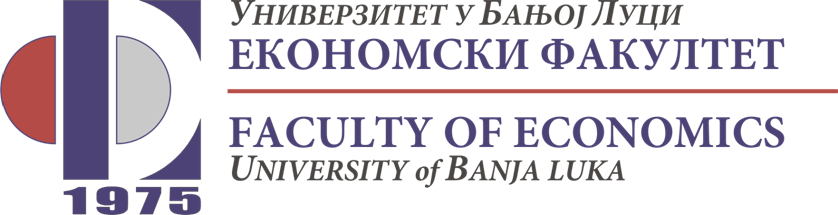 Универзитет у Бањој Луци
ЕКОНОМСКИ ФАКУЛТЕТ
FACULTY OF ECONOMICS
University of Banja Luka
1975